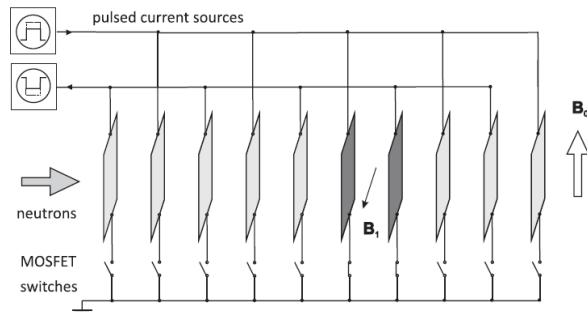 pulsed current sources
B₀
neutrons
B₁
MOSFET
switches